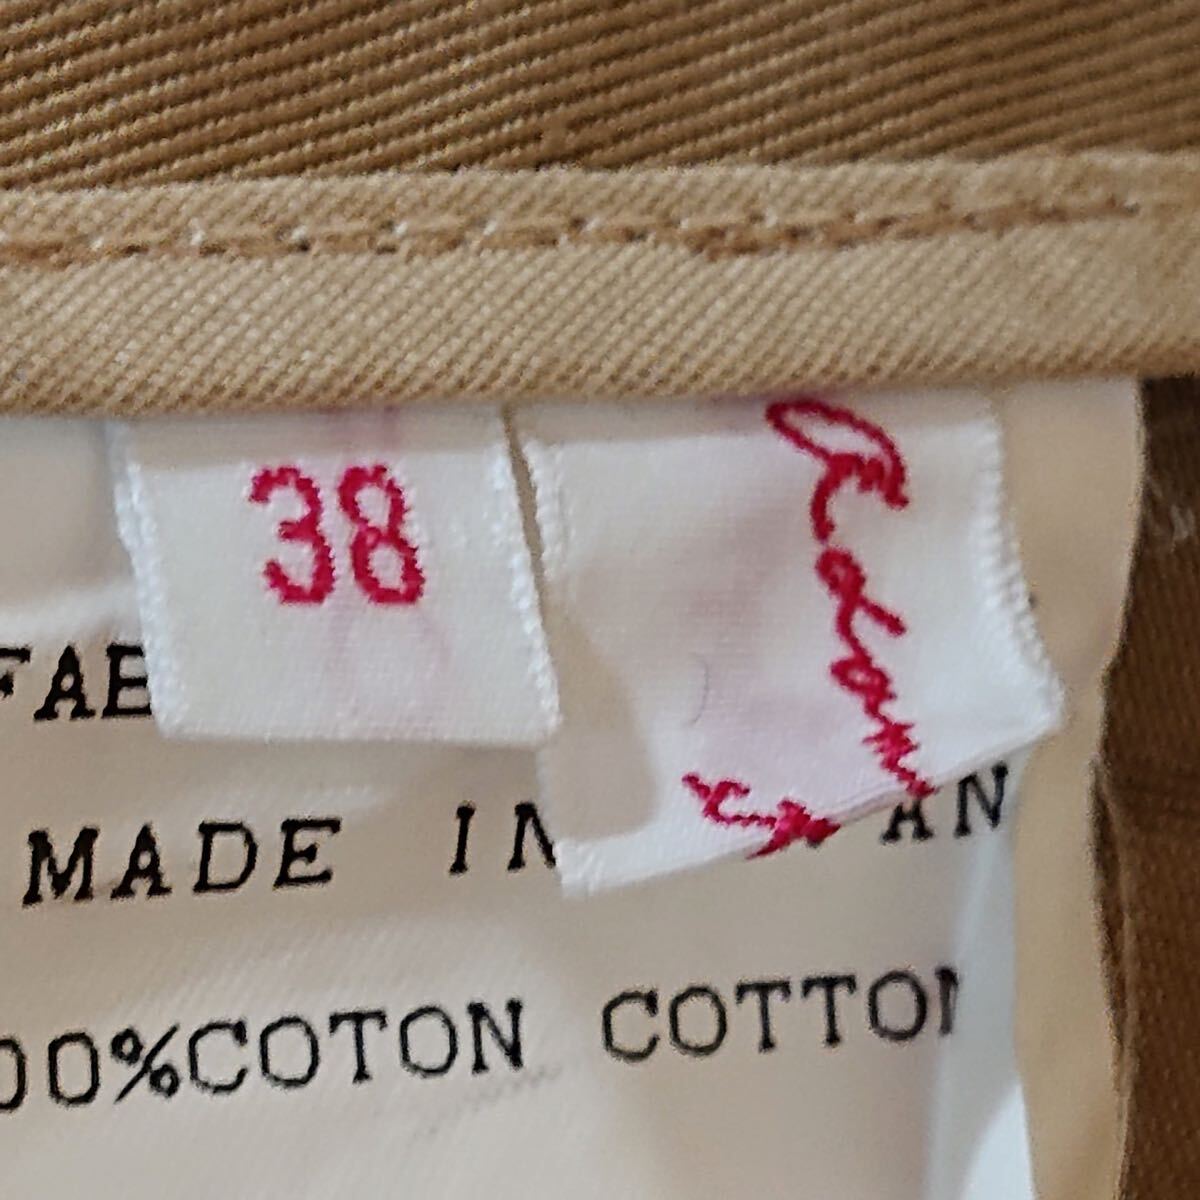 38
FAB
MADE IN AN
00%COTON COTTON